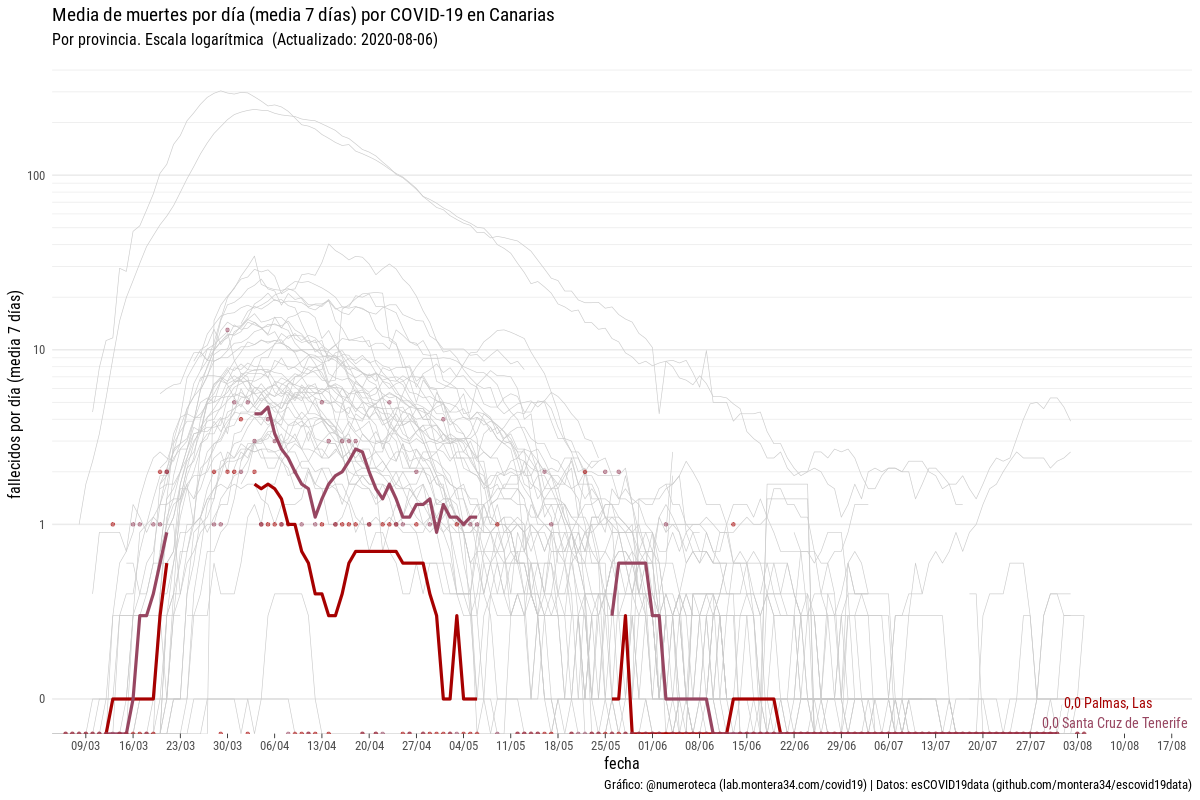 Media de muertes por día (media 7 días) por COVID-19 en Canarias
Por provincia. Escala logarítmica  (Actualizado: 2020-08-06)
fallecidos por día (media 7 días)
100
10
1
0
0,0 Palmas, Las
0,0 Santa Cruz de Tenerife
09/03 16/03 23/03 30/03 06/04 13/04 20/04 27/04 04/05 11/05 18/05 25/05 01/06 08/06 15/06 22/06 29/06 06/07 13/07 20/07 27/07 03/08 10/08 17/08
fecha
Gráfico: @numeroteca (lab.montera34.com/covid19) | Datos: esCOVID19data (github.com/montera34/escovid19data)